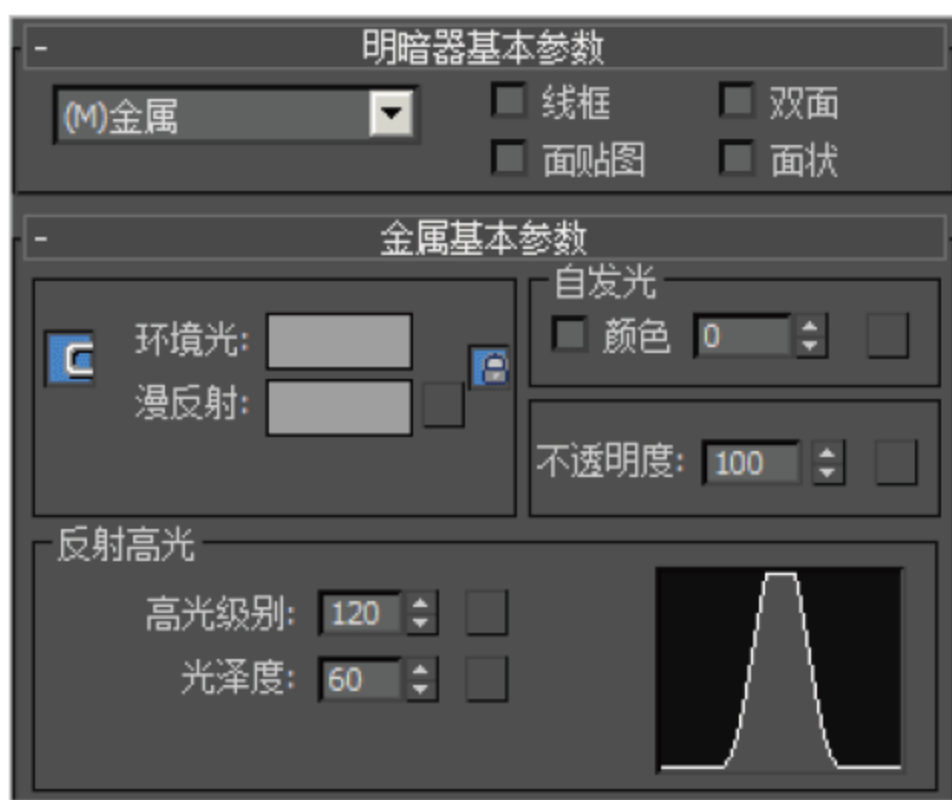 - 明暗器基本参数
(M)金属 线框 双面
面贴图 面状
- 金属基本参数
自发光
环境光: 颜色 0
漫反射:
不透明度: 100
反射高光
高光级别: 120
光泽度: 60